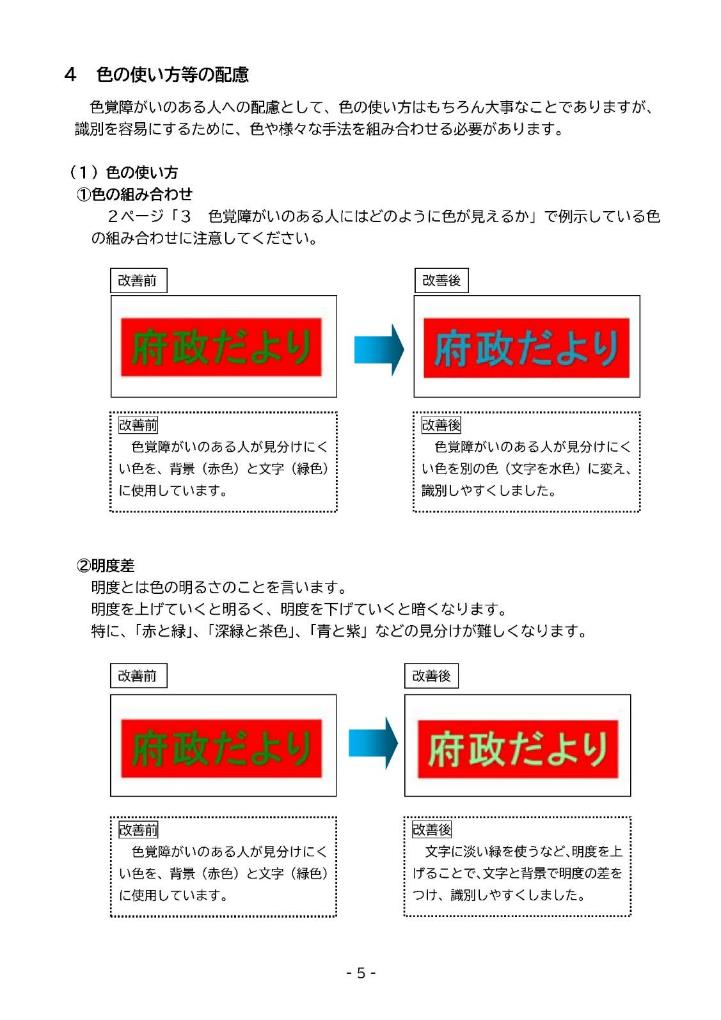 4　色の使い方等の配慮
色覚障がいのある人への配慮として、色の使い方はもちろん大事なことでありますが、
識別を容易にするために、色や様々な手法を組み合わせる必要があります。
（1）色の使い方
①色の組み合わせ
2ページ「3　色覚障がいのある人にはどのように色が見えるか」で例示している色
の組み合わせに注意してください。
改善前
改善後
府政だより
府政だより
改善前
色覚障がいのある人が見分けにく
い色を、背景（赤色）と文字（緑色）
に使用しています。
改善後
色覚障がいのある人が見分けにく
い色を別の色（文字を水色）に変え、
識別しやすくしました。
②明度差
明度とは色の明るさのことを言います。
明度を上げていくと明るく、明度を下げていくと暗くなります。
特に、「赤と緑」、「深緑と茶色」、「青と紫」などの見分けが難しくなります。
改善前
改善後
府政だより
府政だより
改善前
色覚障がいのある人が見分けにく
い色を、背景（赤色）と文字（緑色）
に使用しています。
改善後
文字に淡い緑を使うなど、明度を上
げることで、文字と背景で明度の差を
つけ、識別しやすくしました。
- 5 -